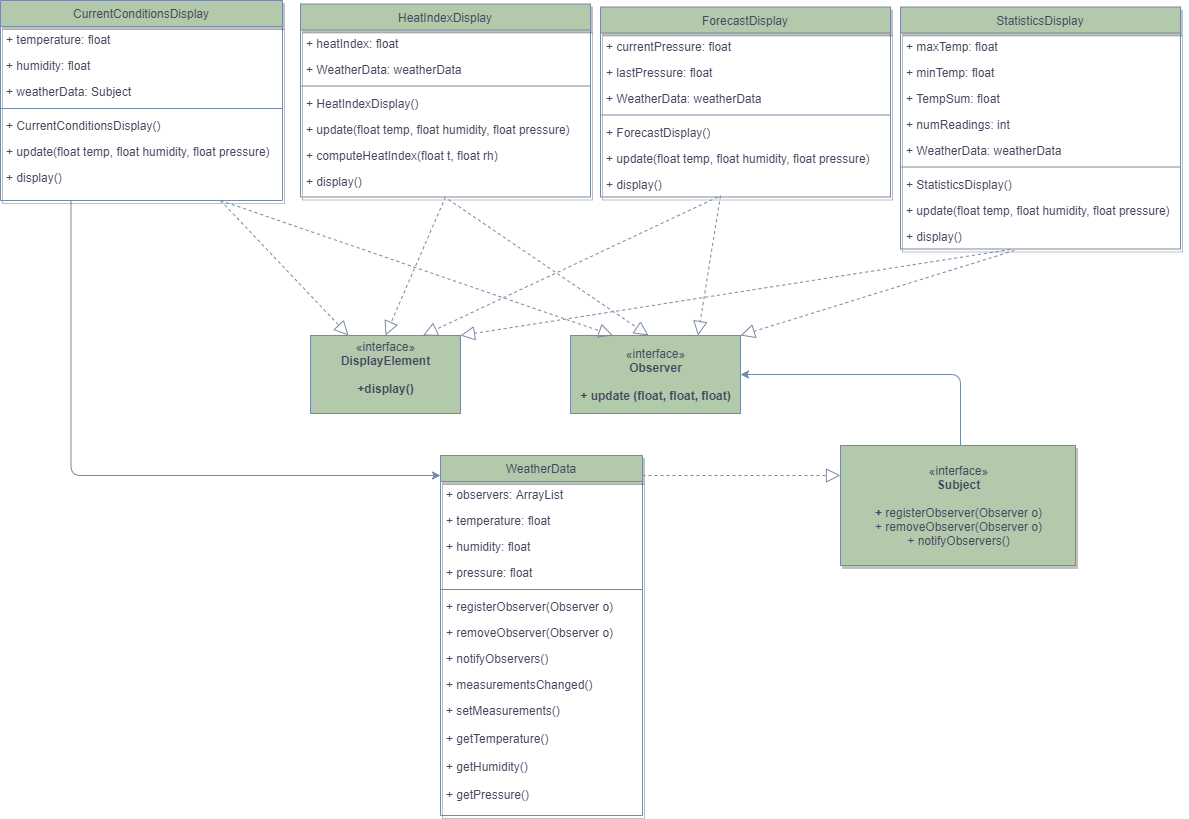 CurrentConditionsDisplay
+ temperature: float
+ humidity: float
+ weatherData: Subject
+ CurrentConditionsDisplay()
+ update(float temp, float humidity, float pressure)
+ display()
HeatIndexDisplay
+ heatIndex: float
+ WeatherData: weatherData
+ HeatIndexDisplay()
+ update(float temp, float humidity, float pressure)
+ computeHeatIndex(float t, float rh)
+ display()
ForecastDisplay
+ currentPressure: float
+ lastPressure: float
+ WeatherData: weatherData
+ ForecastDisplay()
+ update(float temp, float humidity, float pressure)
+ display()
StatisticsDisplay
+ maxTemp: float
+ minTemp: float
+ TempSum: float
+ numReadings: int
+ WeatherData: weatherData
+ StatisticsDisplay()
+ update(float temp, float humidity, float pressure)
+ display()
«interface»
DisplayElement
+display()
«interface»
Observer
+ update (float, float, float)
WeatherData
+ observers: ArrayList
+ temperature: float
+ humidity: float
+ pressure: float
+ registerObserver(Observer o)
+ removeObserver(Observer o)
+ notifyObservers()
+ measurementsChanged()
+ setMeasurements()
+ getTemperature()
+ getHumidity()
+ getPressure()
«interface»
Subject
+ registerObserver(Observer o)
+ removeObserver(Observer o)
+ notifyObservers()